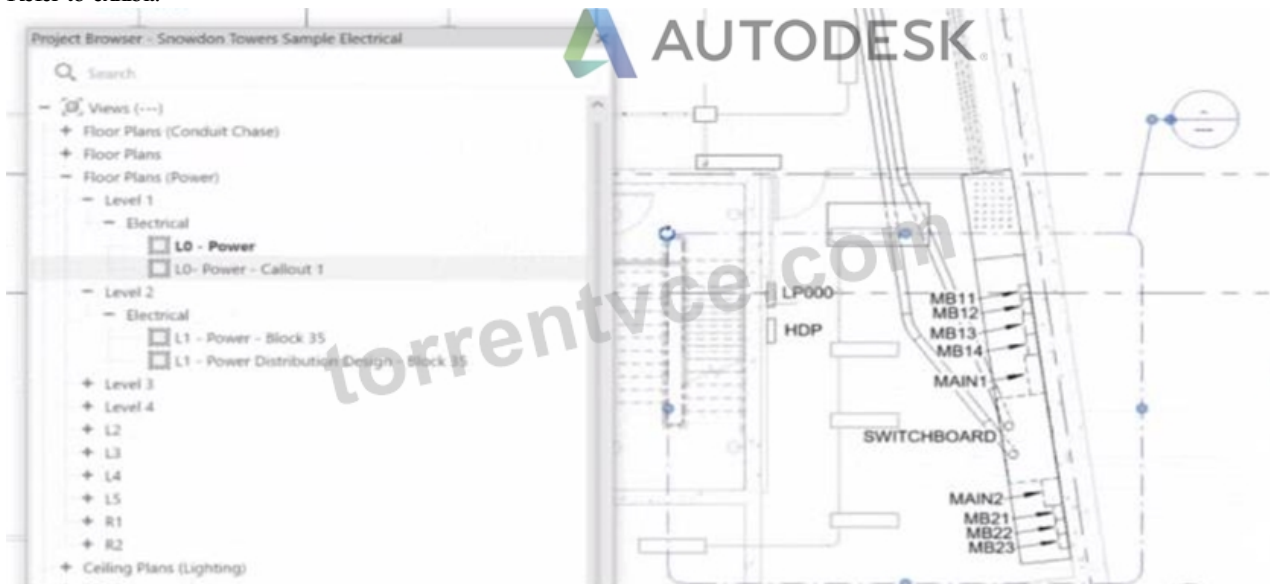 Refer to exhibit.
Project Browser - Snowdon Towers Sample Electrical
AUTODESK
Search
Views (---)
Floor Plans (Conduit Chase)
Floor Plans
Floor Plans (Power)
Level 1
Electrical
L0 - Power
L0- Power - Callout 1
Level 2
Electrical
L1 - Power - Block 35
L1 - Power Distribution Design - Block 35
Level 3
Level 4
L2
L3
L4
L5
R1
R2
Ceiling Plans (Lighting)
LP000
HDP
MB11
MB12
MB13
MB14
MAIN1
SWITCHBOARD
MAIN2
MB21
MB22
MB23
torrentvce.com